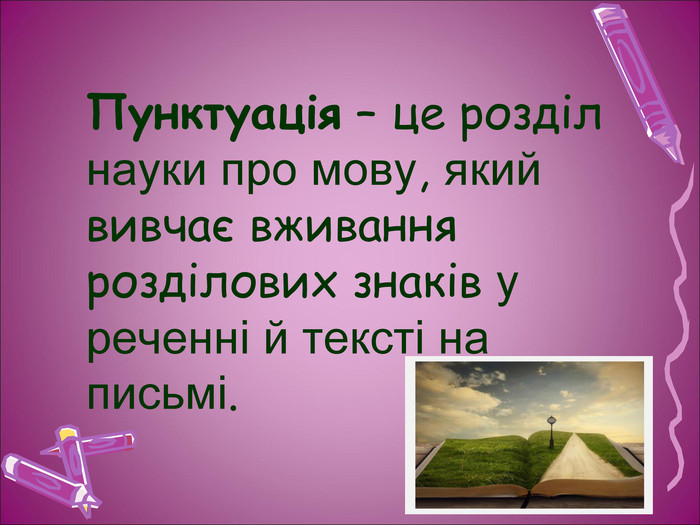 Пунктуація – це розділ
науки про мову, який
вивчає вживання
розділових знаків у
реченні й тексті на
письмі.